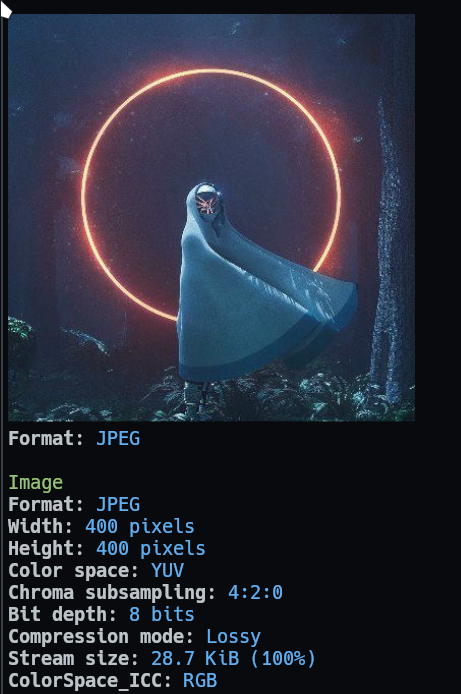 Format: JPEG
Image
Format: JPEG
Width: 400 pixels
Height: 400 pixels
Color space: YUV
Chroma subsampling: 4:2:0
Bit depth: 8 bits
Compression mode: Lossy
Stream size: 28.7 KiB (100%)
ColorSpace_ICC: RGB